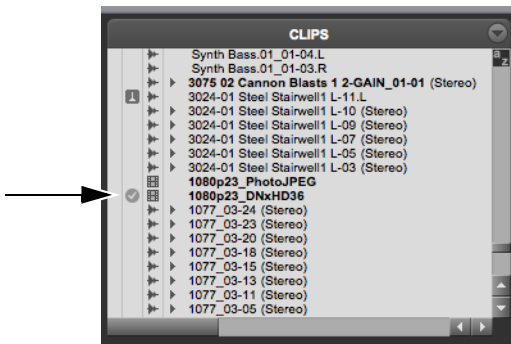 CLIPS
a
z
Synth Bass.01_01-04.L
Synth Bass.01_01-03.R
3075 02 Cannon Blasts 1 2-GAIN_01-01 (Stereo)
3024-01 Steel Stairwell1 L-11.L
3024-01 Steel Stairwell1 L-10 (Stereo)
3024-01 Steel Stairwell1 L-09 (Stereo)
3024-01 Steel Stairwell1 L-07 (Stereo)
3024-01 Steel Stairwell1 L-05 (Stereo)
3024-01 Steel Stairwell1 L-03 (Stereo)
1080p23_PhotoJPEG
1080p23_DNxHD36
1077_03-24 (Stereo)
1077_03-23 (Stereo)
1077_03-20 (Stereo)
1077_03-18 (Stereo)
1077_03-15 (Stereo)
1077_03-13 (Stereo)
1077_03-11 (Stereo)
1077_03-05 (Stereo)